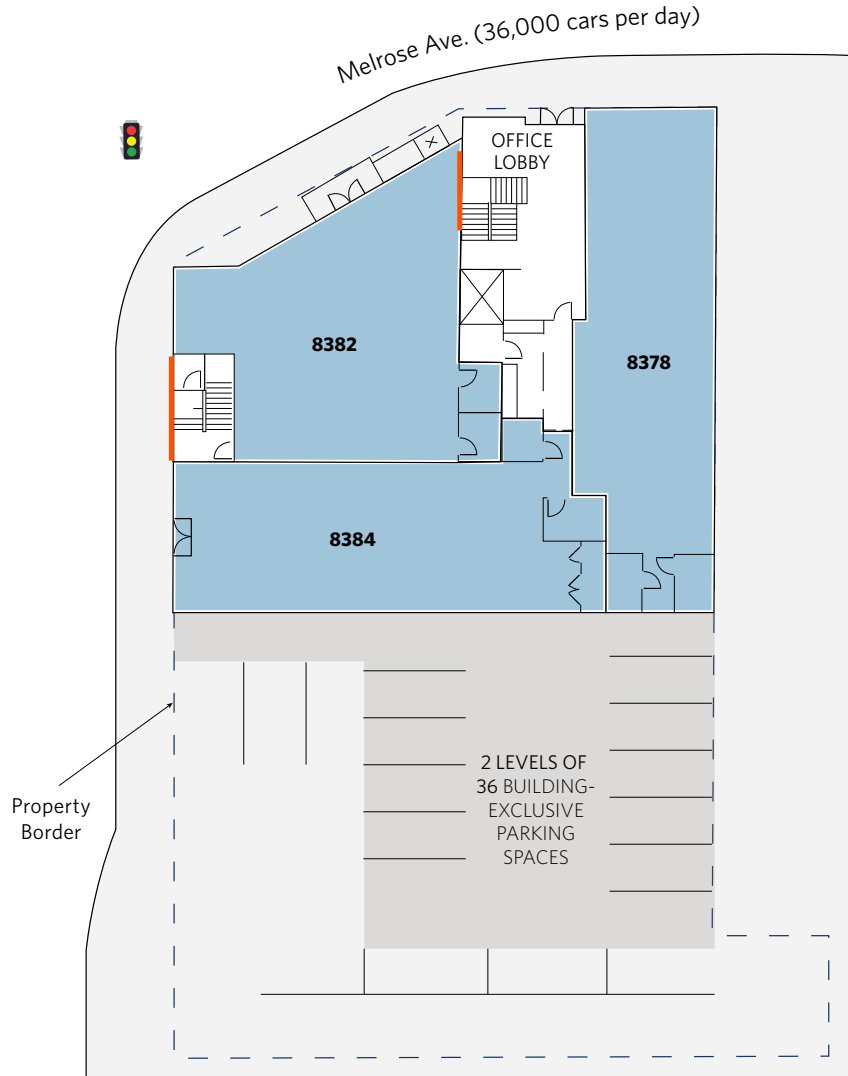 Melrose Ave. (36,000 cars per day)
OFFICE
LOBBY
8382
8378
8384
2 LEVELS OF
36 BUILDING-
EXCLUSIVE
PARKING
SPACES
Property
Border